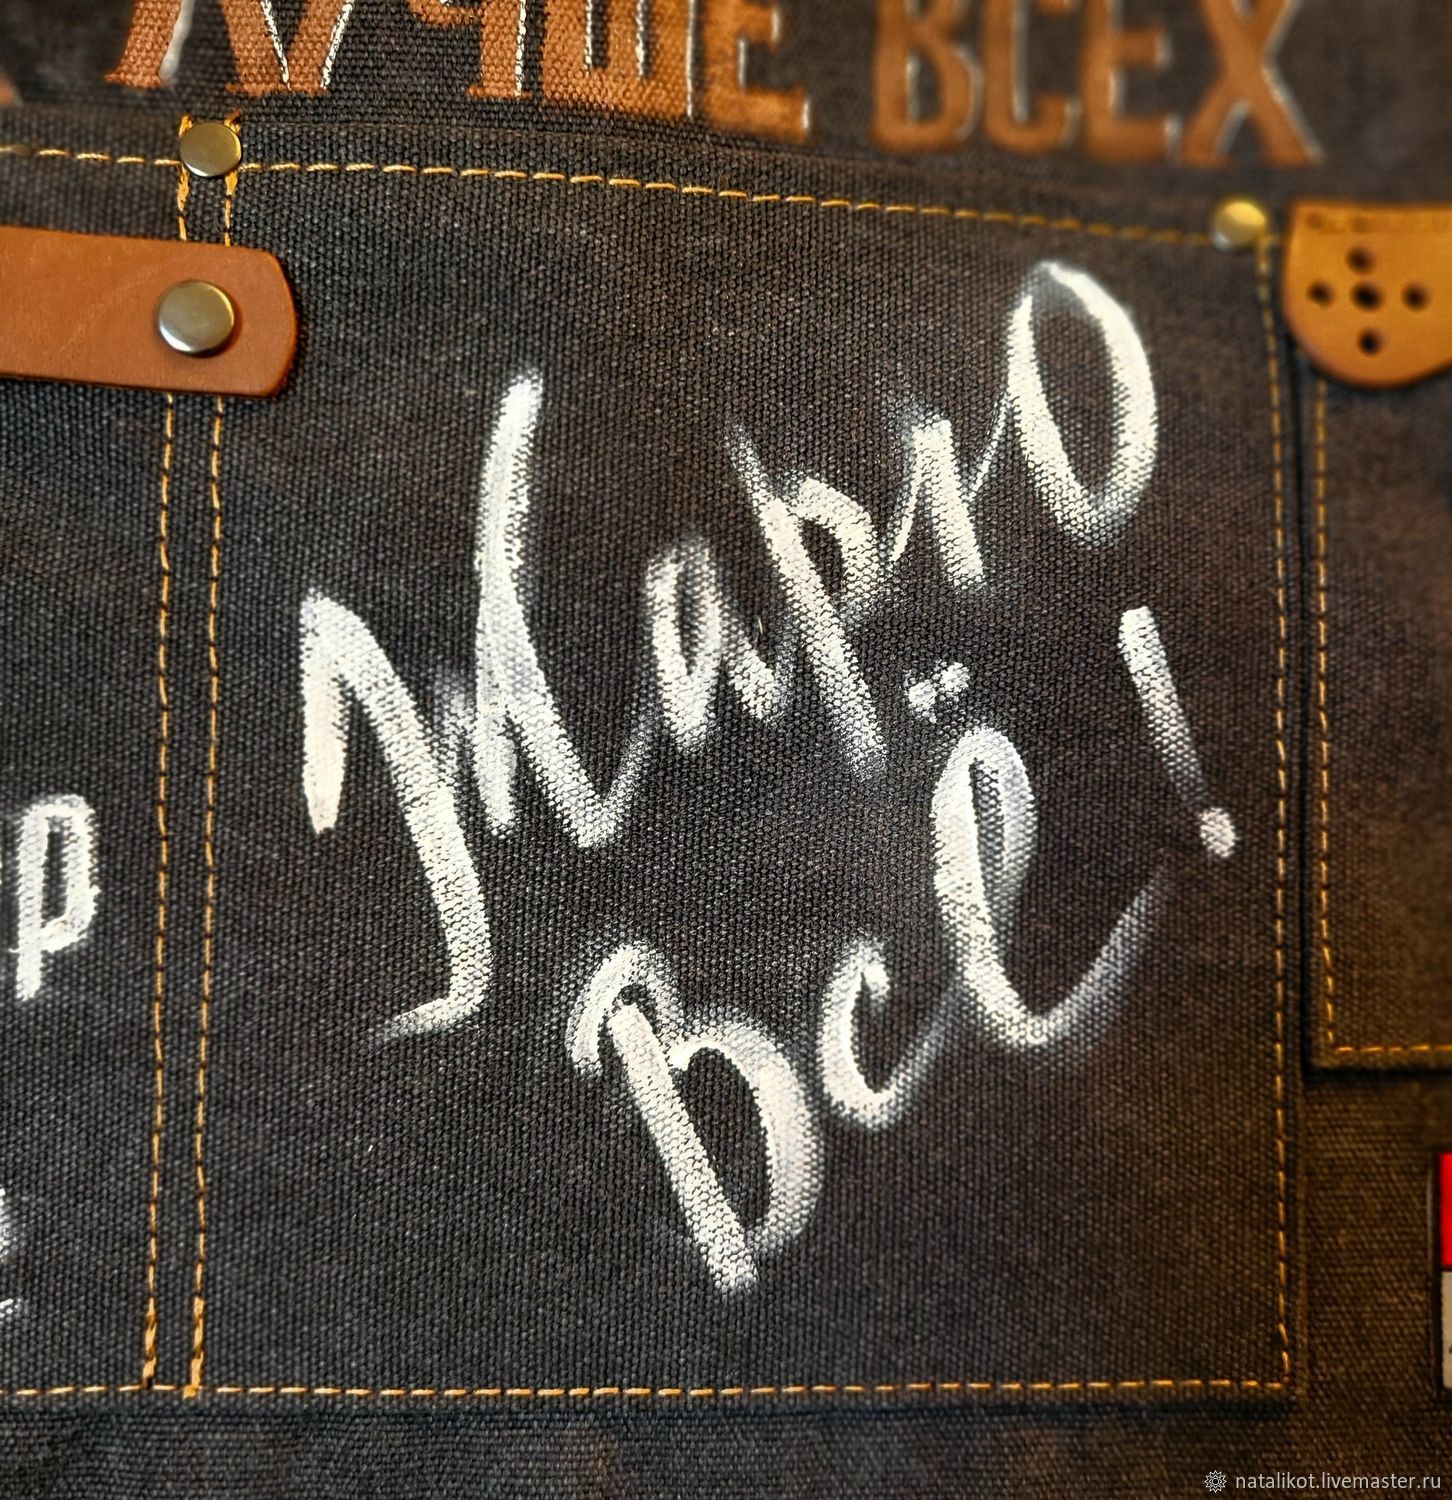 ЛУЧШЕ ВСЕХ
Жарю
всё!
р
natalikot.livemaster.ru